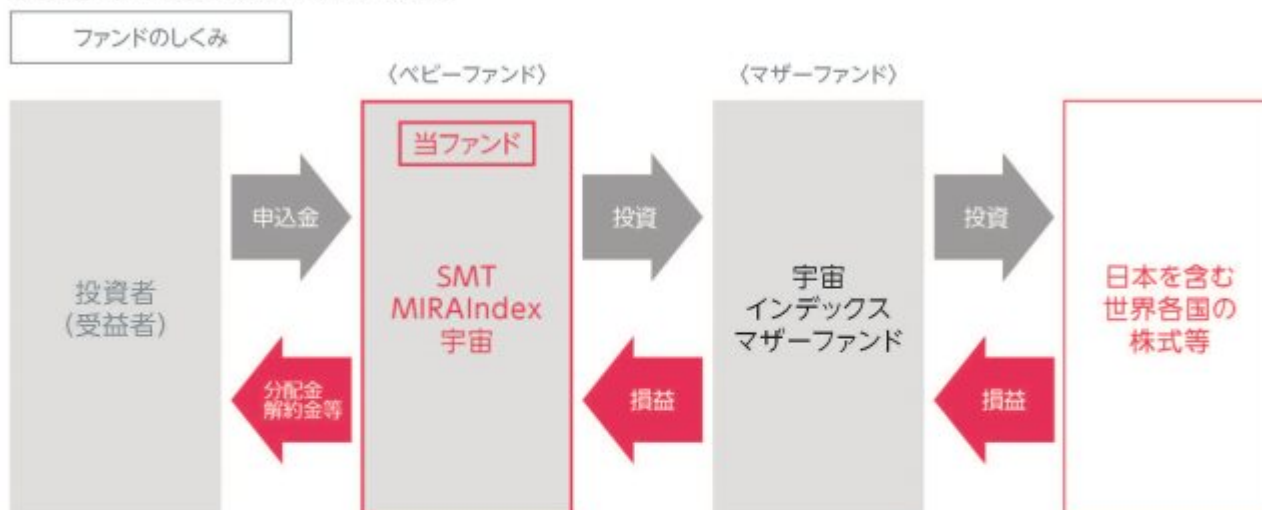 ファンドのしくみ
〈ベビーファンド〉
〈マザーファンド〉
投資者
(受益者)
申込金
分配金
解約金等
当ファンド
SMT
MIRAIndex
宇宙
投資
損益
宇宙
インデックス
マザーファンド
投資
損益
日本を含む
世界各国の
株式等